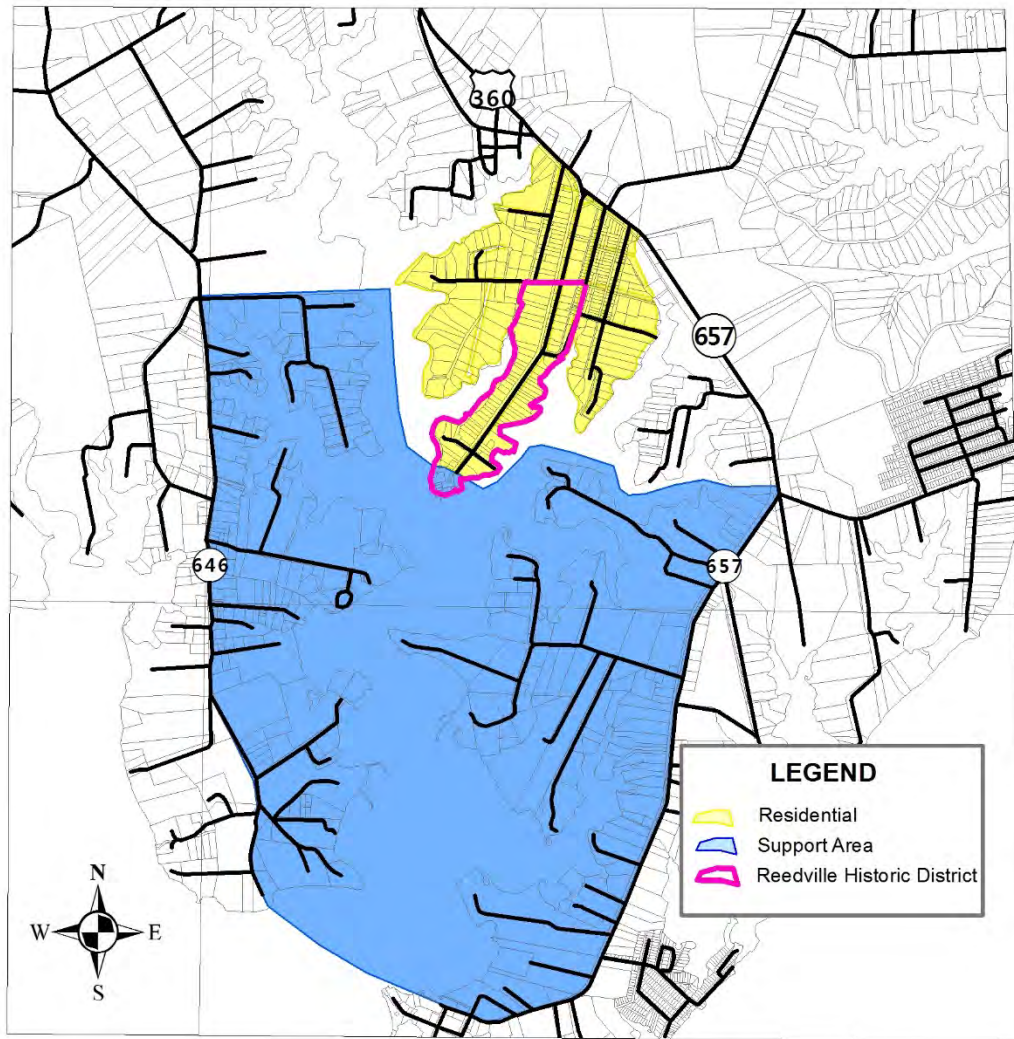 360
657
646
657
LEGEND
Residential
Support Area
Reedville Historic District
N
W
E
S